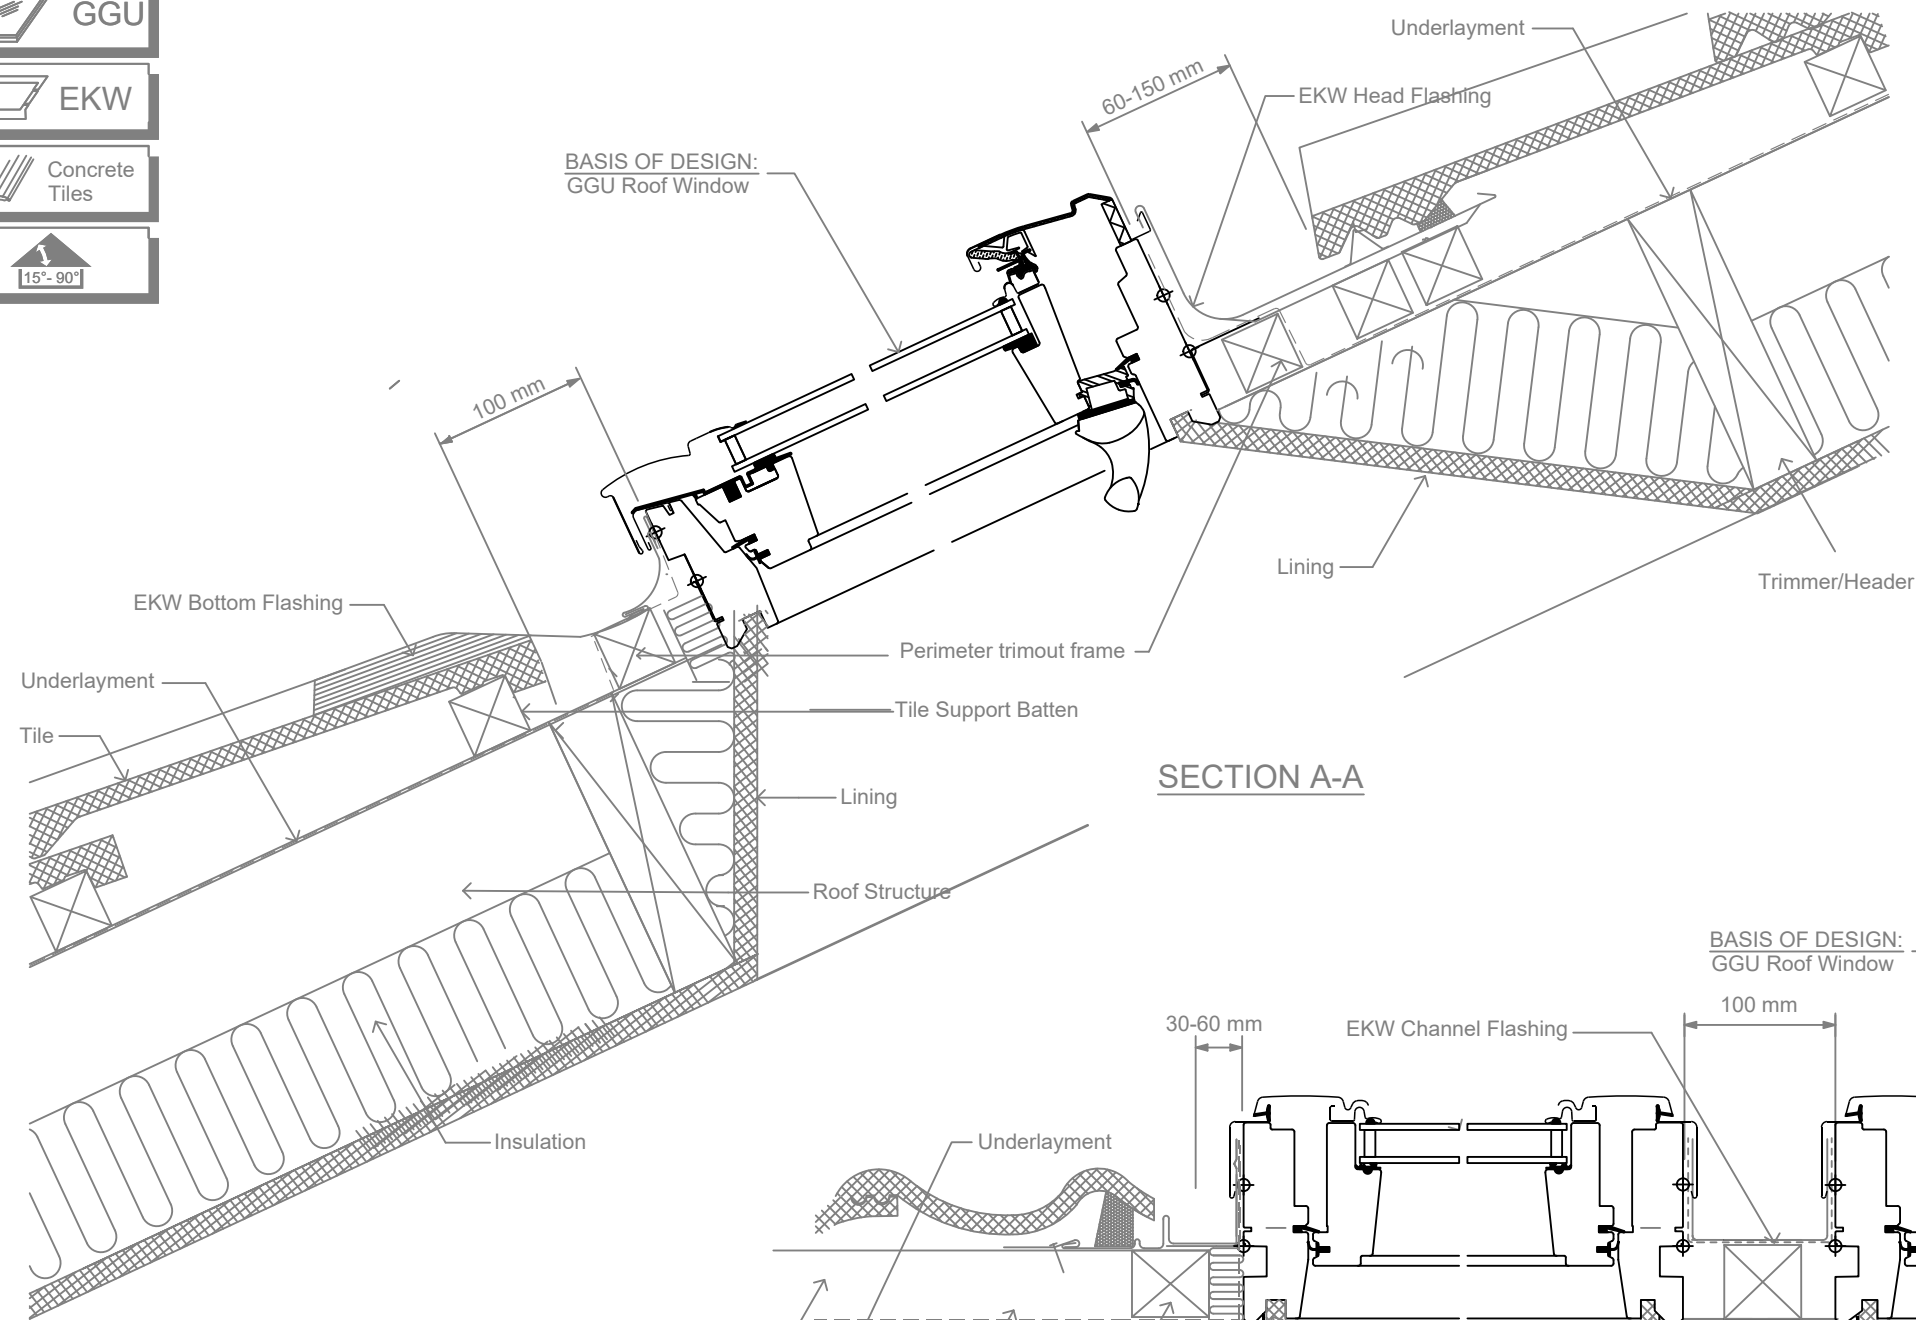 GGU
EKW
Concrete
Tiles
15°- 90°
Underlayment
60-150 mm
EKW Head Flashing
BASIS OF DESIGN:
GGU Roof Window
100 mm
Lining
Trimmer/Header
EKW Bottom Flashing
Perimeter trimout frame
Underlayment
Tile Support Batten
Tile
SECTION A-A
Lining
Roof Structure
BASIS OF DESIGN:
GGU Roof Window
100 mm
30-60 mm
EKW Channel Flashing
Insulation
Underlayment